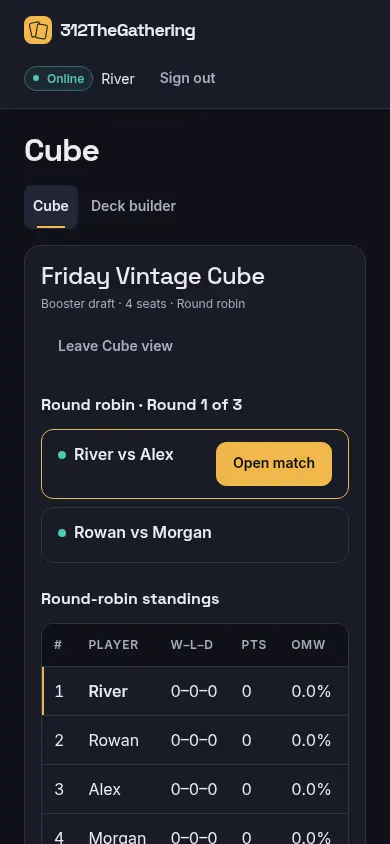 312TheGathering
Online River Sign out
Cube
Cube Deck builder
Friday Vintage Cube
Booster draft · 4 seats · Round robin
Leave Cube view
Round robin · Round 1 of 3
River vs Alex Open match
Rowan vs Morgan
Round-robin standings
# PLAYER W–L–D PTS OMW
1 River 0–0–0 0 0.0%
2 Rowan 0–0–0 0 0.0%
3 Alex 0–0–0 0 0.0%
4 Morgan 0–0–0 0 0.0%